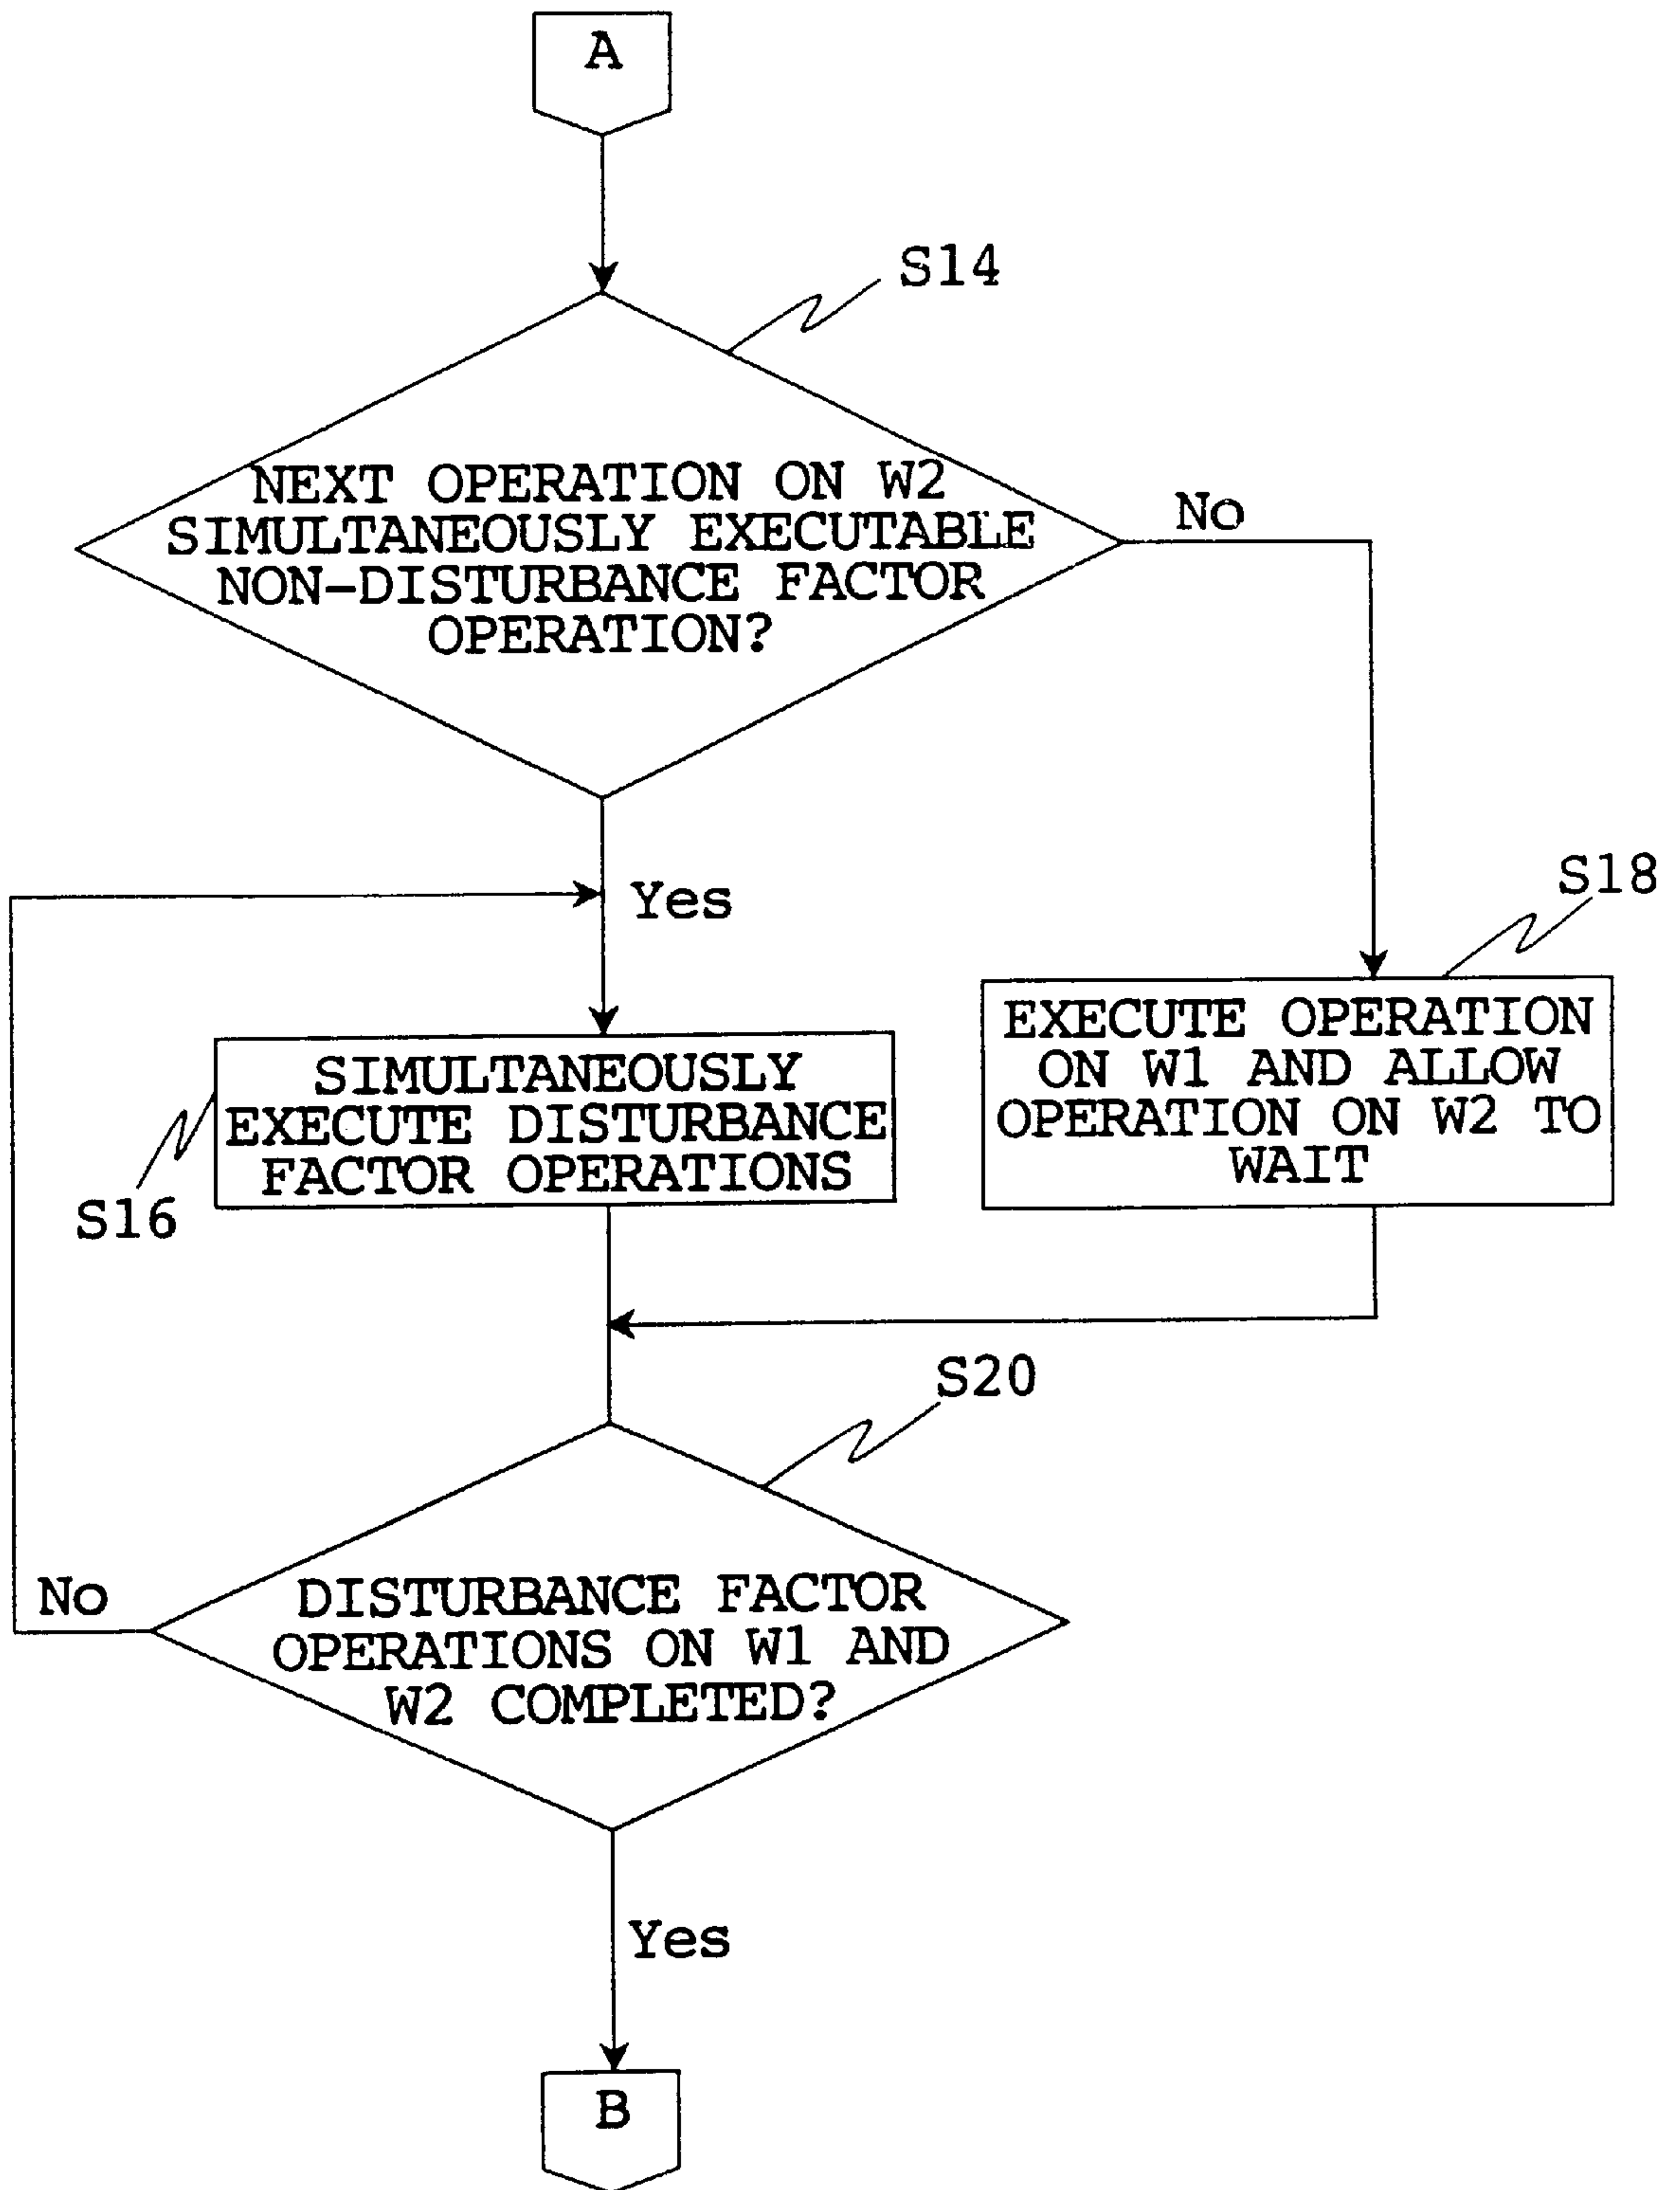 A
S14
NEXT OPERATION ON W2
SIMULTANEOUSLY EXECUTABLE
NON-DISTURBANCE FACTOR
OPERATION?
No
Yes
S18
EXECUTE OPERATION
ON W1 AND ALLOW
OPERATION ON W2 TO
WAIT
SIMULTANEOUSLY
EXECUTE DISTURBANCE
FACTOR OPERATIONS
S16
S20
DISTURBANCE FACTOR
OPERATIONS ON W1 AND
W2 COMPLETED?
No
Yes
B